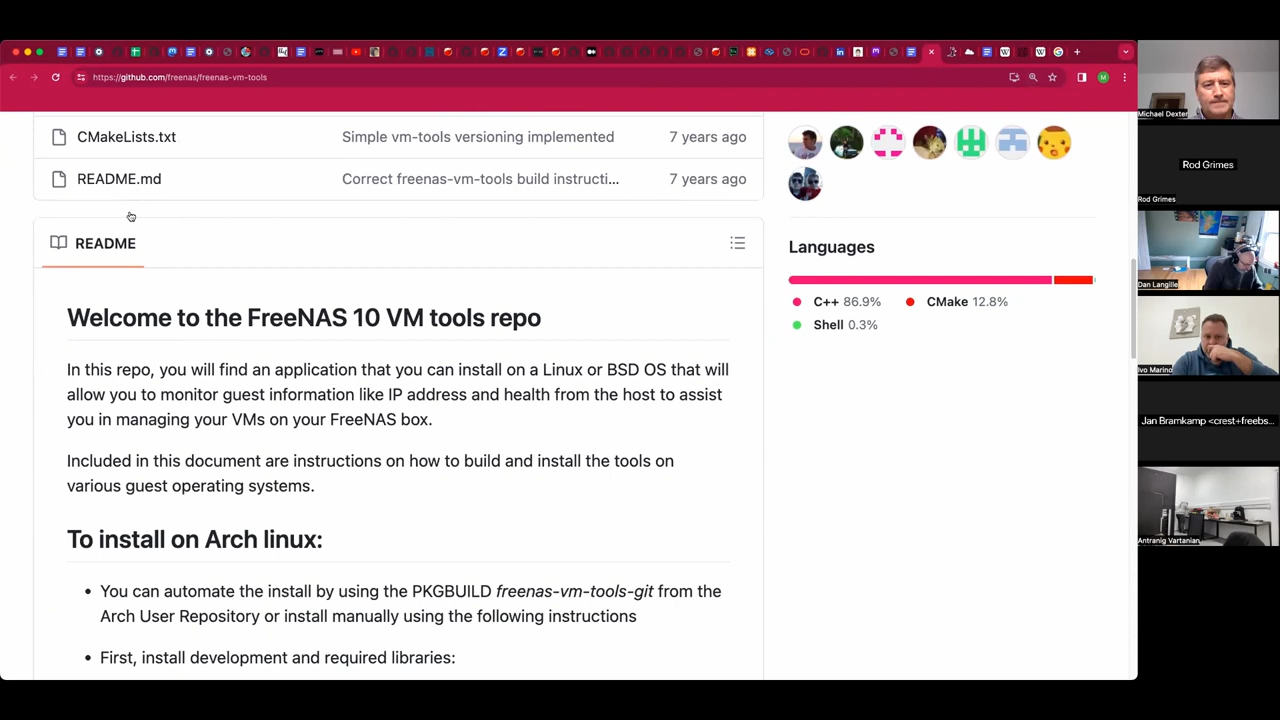 https://github.com/freenas/freenas-vm-tools
M
CMakeLists.txt
Simple vm-tools versioning implemented
7 years ago
README.md
Correct freenas-vm-tools build instructi...
7 years ago
README
Welcome to the FreeNAS 10 VM tools repo
In this repo, you will find an application that you can install on a Linux or BSD OS that will
allow you to monitor guest information like IP address and health from the host to assist
you in managing your VMs on your FreeNAS box.
Included in this document are instructions on how to build and install the tools on
various guest operating systems.
To install on Arch linux:
• You can automate the install by using the PKGBUILD freenas-vm-tools-git from the
Arch User Repository or install manually using the following instructions
• First, install development and required libraries:
Languages
C++ 86.9%
CMake 12.8%
Shell 0.3%
Michael Dexter
Rod Grimes
Rod Grimes
Dan Langille
Ivo Marino
Jan Bramkamp <crest+freebs...
Antranig Vartanian